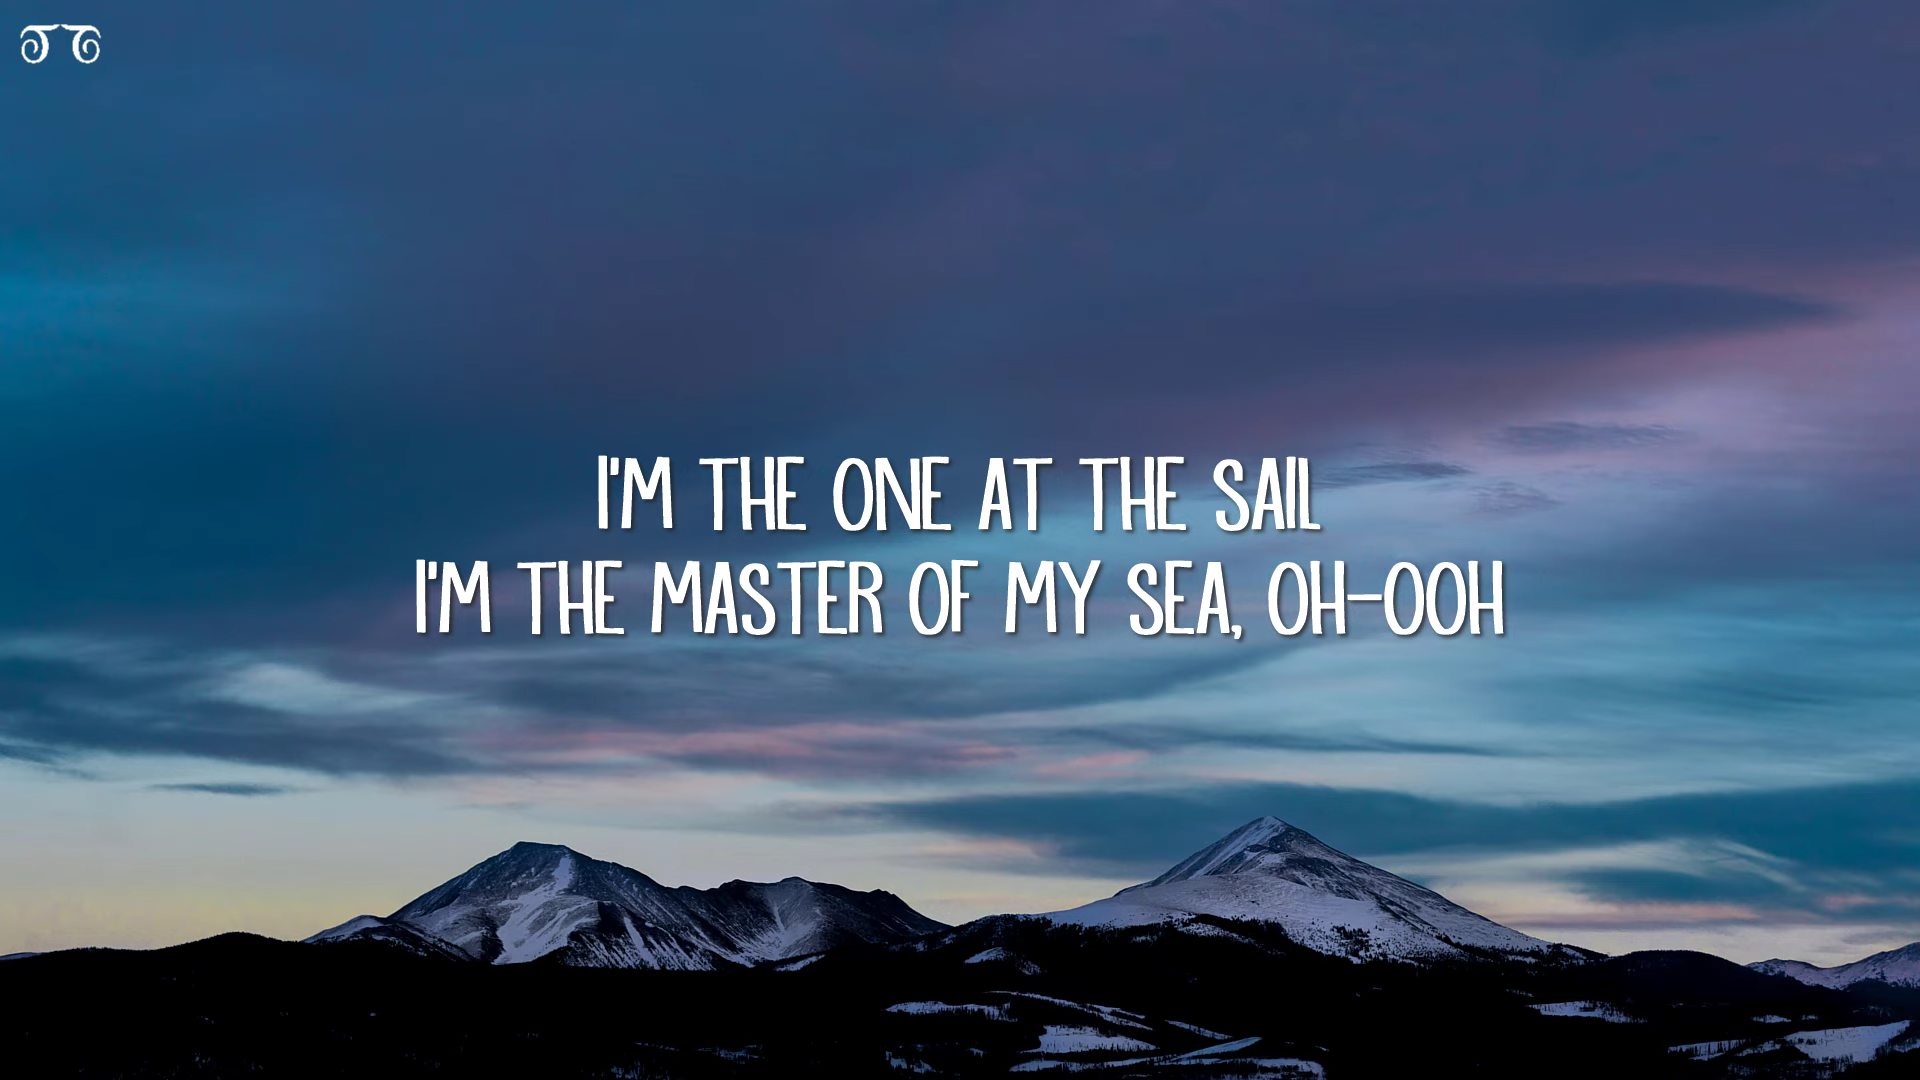 I'M THE ONE AT THE SAIL
I'M THE MASTER OF MY SEA, OH-OOH